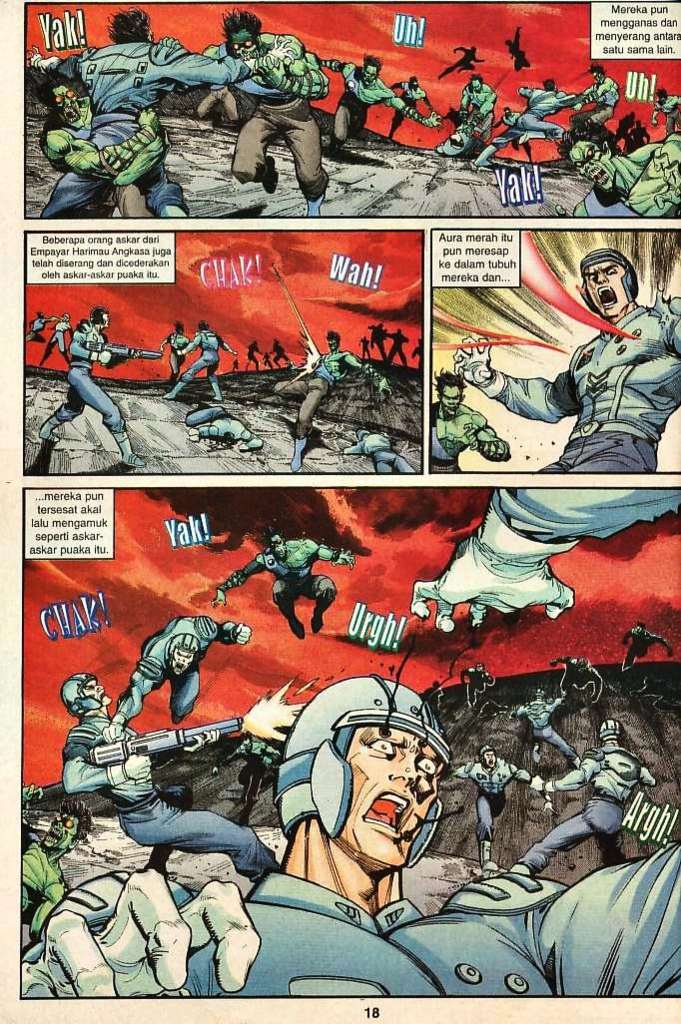 Yak!
Uh!
Mereka pun
mengganas dan
menyerang antara
satu sama lain.
Uh!
Yak!
Beberapa orang askar dari
Empayar Harimau Angkasa juga
telah diserang dan dicederakan
oleh askar-askar puaka itu.
CHAK!
Wah!
Aura merah itu
pun meresap
ke dalam tubuh
mereka dan...
...mereka pun
tersesat akal
lalu mengamuk
seperti askar-
askar puaka itu.
Yak!
CHAK!
Urgh!
Argh!
18